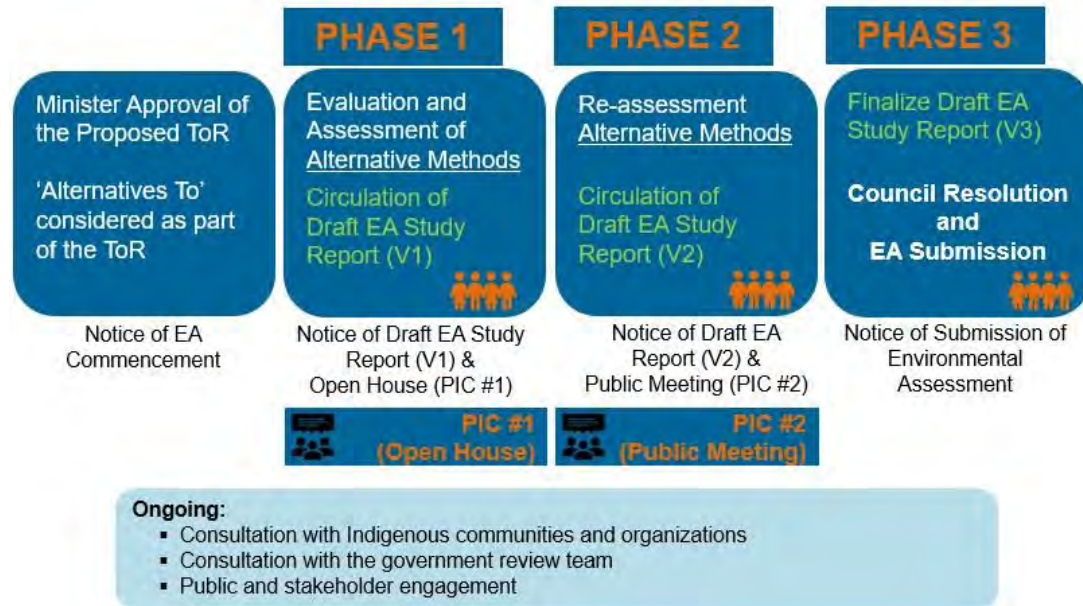 PHASE 1
PHASE 2
PHASE 3
Minister Approval of
the Proposed ToR
'Alternatives To'
considered as part
of the ToR
Notice of EA
Commencement
Evaluation and
Assessment of
Alternative Methods
Circulation of
Draft EA Study
Report (V1)
Notice of Draft EA Study
Report (V1) &
Open House (PIC #1)
PIC #1
(Open House)
Re-assessment
Alternative Methods
Circulation of
Draft EA Study
Report (V2)
Notice of Draft EA
Report (V2) &
Public Meeting (PIC #2)
PIC #2
(Public Meeting)
Finalize Draft EA
Study Report (V3)
Council Resolution
and
EA Submission
Notice of Submission of
Environmental
Assessment
Ongoing:
▪ Consultation with Indigenous communities and organizations
▪ Consultation with the government review team
▪ Public and stakeholder engagement